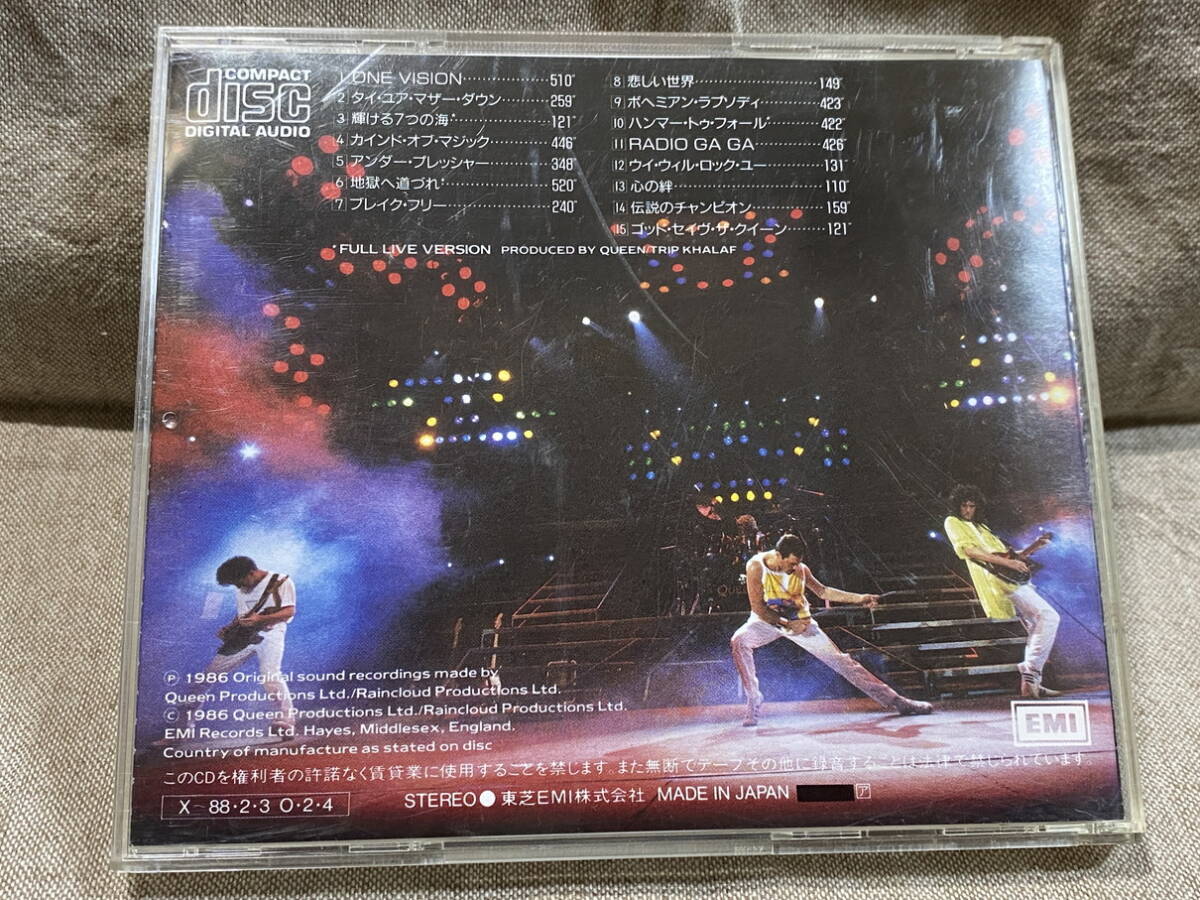 COMPACT
disc
DIGITAL AUDIO
1 ONE VISION 510"
2 タイ・ユア・マザー・ダウン 259"
3 輝ける7つの海* 121"
4 カインド・オブ・マジック 446"
5 アンダー・プレッシャー 348"
6 地獄へ道づれ* 520"
7 ブレイク・フリー 240"
8 悲しい世界 149"
9 ボヘミアン・ラプソディ 423"
10 ハンマー・トゥ・フォール* 422"
11 RADIO GA GA 426"
12 ウイ・ウィル・ロック・ユー 131"
13 心の絆 110"
14 伝説のチャンピオン 159"
15 ゴッド・セイヴ・ザ・クイーン 121"
*FULL LIVE VERSION PRODUCED BY QUEEN/TRIP KHALAF
QUEEN
Ⓟ 1986 Original sound recordings made by
Queen Productions Ltd./Raincloud Productions Ltd.
© 1986 Queen Productions Ltd./Raincloud Productions Ltd.
EMI Records Ltd. Hayes, Middlesex, England.
Country of manufacture as stated on disc
EMI
このCDを権利者の許諾なく賃貸業に使用することを禁じます。また無断でテープその他に録音することは法律で禁じられています。
X-88・2・3 O・2・4
STEREO● 東芝EMI株式会社 MADE IN JAPAN ア